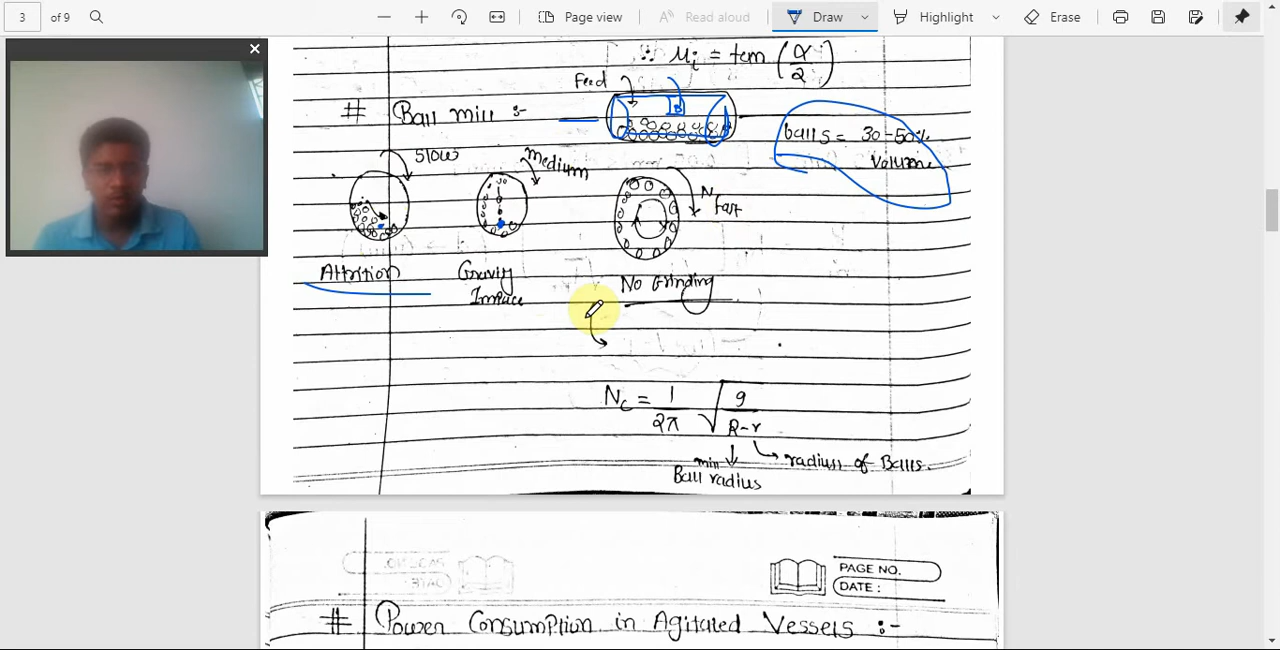 3 of 9 Page view Read aloud Draw Highlight Erase
∴ μi = tan (α/2)
Feed
# Ball mill :-
balls = 30-50%
Volume
Slow
medium
N
Fast
Attrition
Gravity
Impact
No Grinding
Nc = 1/2π √g/R-r
radius of Balls.
min
Ball radius
PAGE NO.
DATE :
# Power Consumption in Agitated Vessels :-